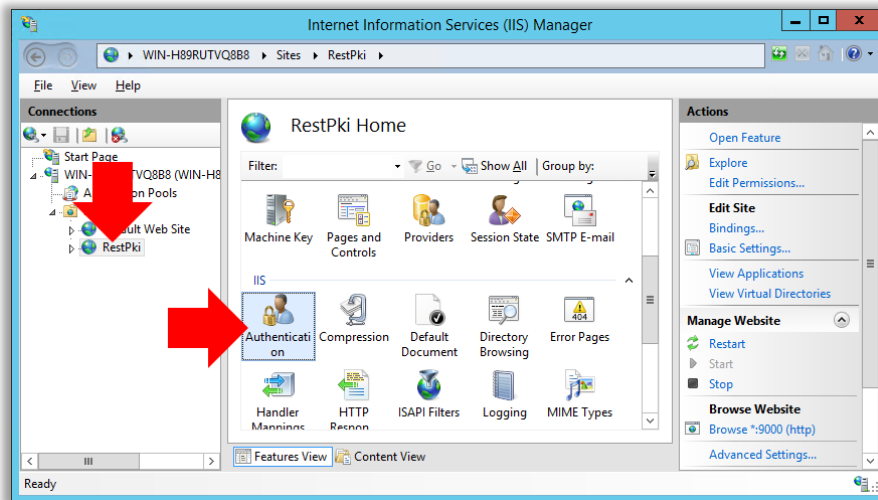 Internet Information Services (IIS) Manager
WIN-H89RUTVQ8B8 Sites RestPki
File View Help
Connections
Start Page
WIN- TVQ8B8 (WIN-H8
A on Pools
ult Web Site
RestPki
RestPki Home
Filter: Go Show All Group by:
Machine Key
Pages and
Controls
Providers
Session State
SMTP E-mail
IIS
Authenticati
on
Compression
Default
Document
Directory
Browsing
404
Error Pages
Handler
Mappings
HTTP
Respon
ISAPI Filters
Logging
MIME Types
Features View Content View
Actions
Open Feature
Explore
Edit Permissions...
Edit Site
Bindings...
Basic Settings...
View Applications
View Virtual Directories
Manage Website
Restart
Start
Stop
Browse Website
Browse *:9000 (http)
Advanced Settings...
Ready